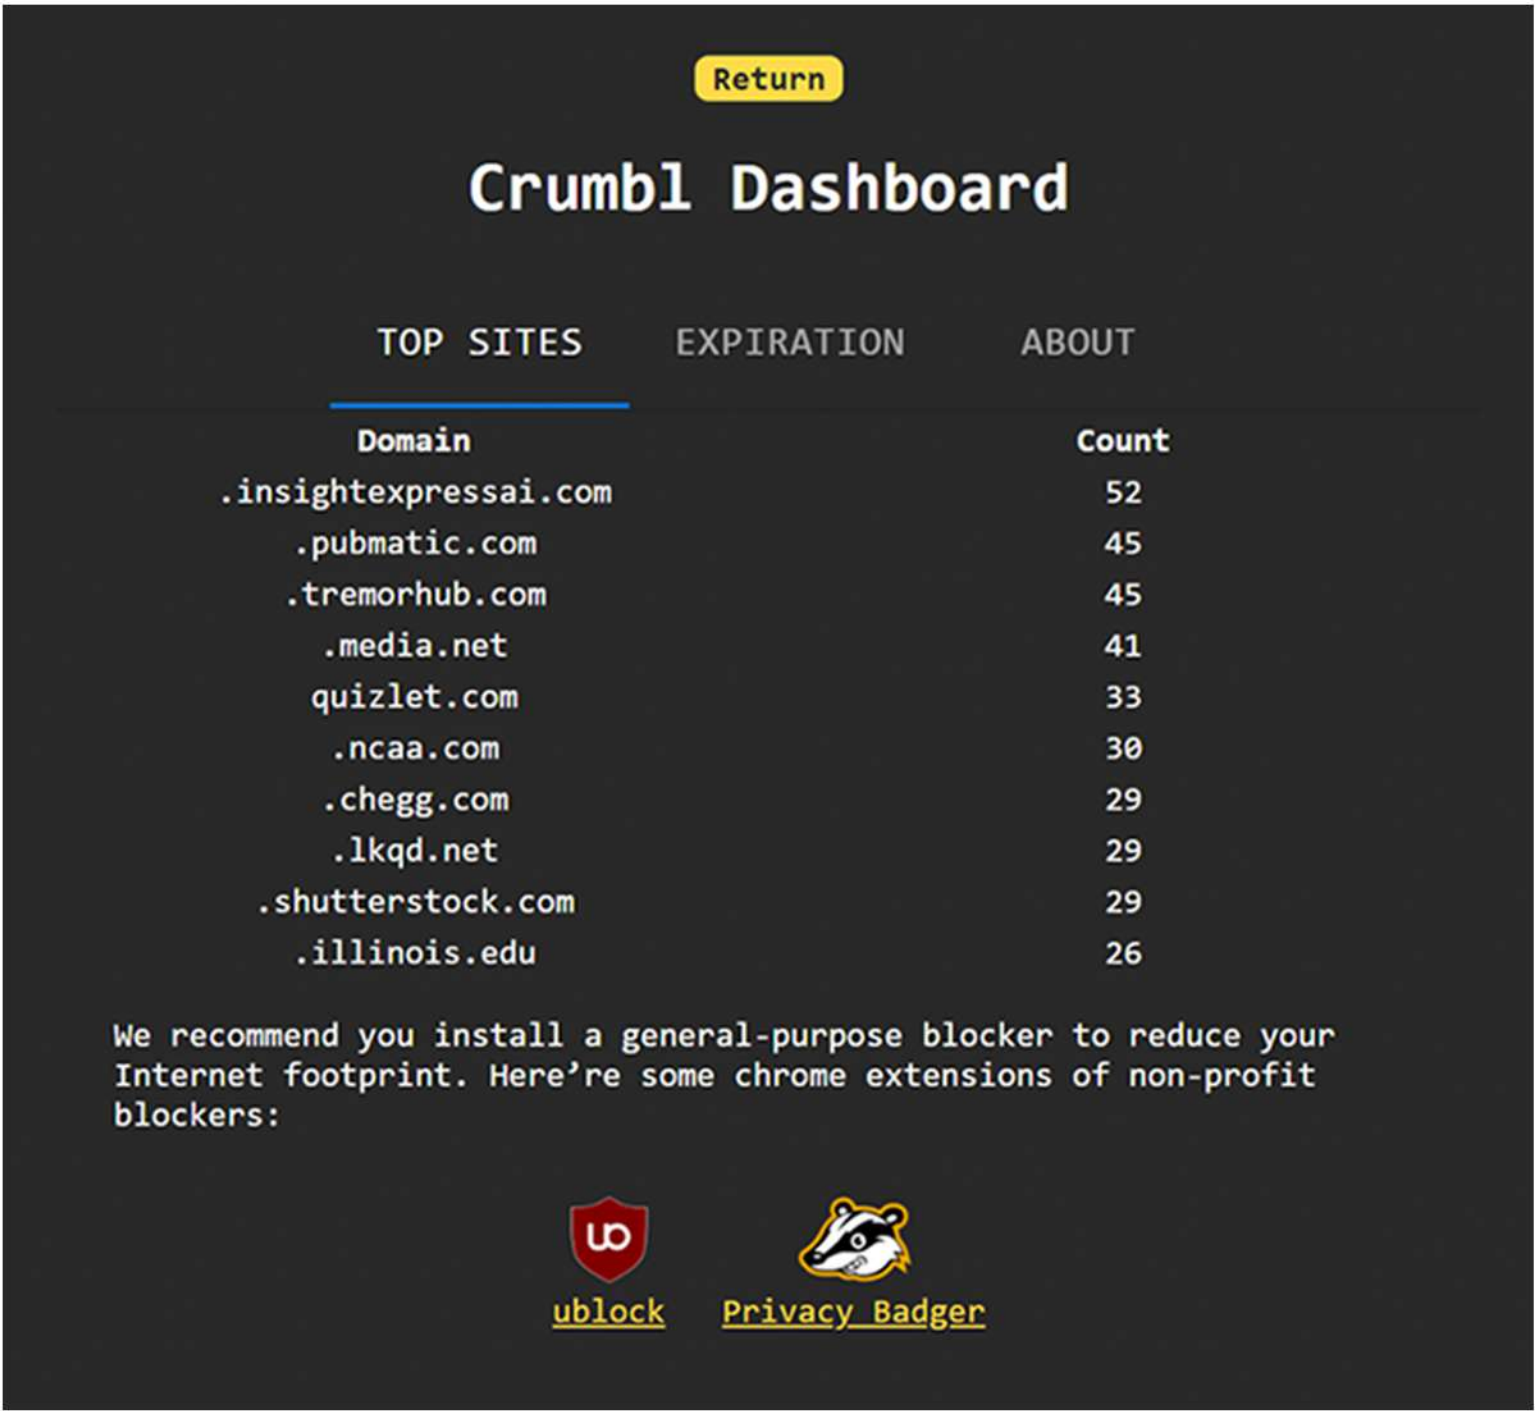 Return
Crumbl Dashboard
TOP SITES EXPIRATION ABOUT
Domain Count
.insightexpressai.com 52
.pubmatic.com 45
.tremorhub.com 45
.media.net 41
quizlet.com 33
.ncaa.com 30
.chegg.com 29
.lkqd.net 29
.shutterstock.com 29
.illinois.edu 26
We recommend you install a general-purpose blocker to reduce your
Internet footprint. Here’re some chrome extensions of non-profit
blockers:
uo
ublock Privacy Badger